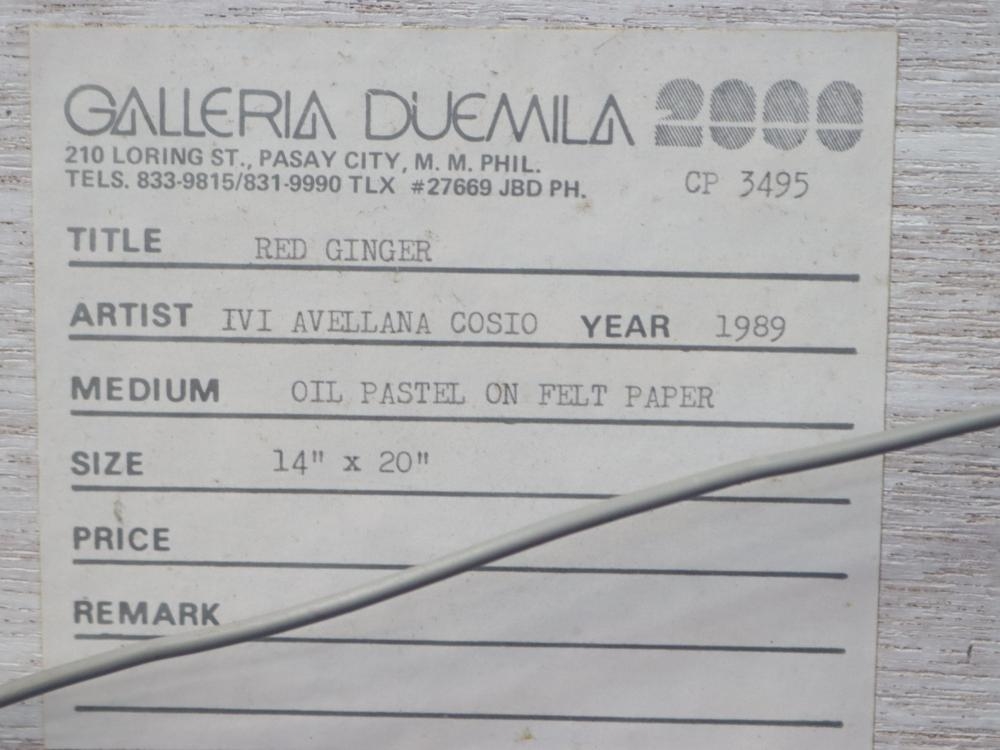 GALLERIA DUEMILA 2000
210 LORING ST., PASAY CITY, M. M. PHIL.
TELS. 833-9815/831-9990 TLX #27669 JBD PH.
CP 3495
TITLE RED GINGER
ARTIST IVI AVELLANA COSIO YEAR 1989
MEDIUM OIL PASTEL ON FELT PAPER
SIZE 14" x 20"
PRICE
REMARK